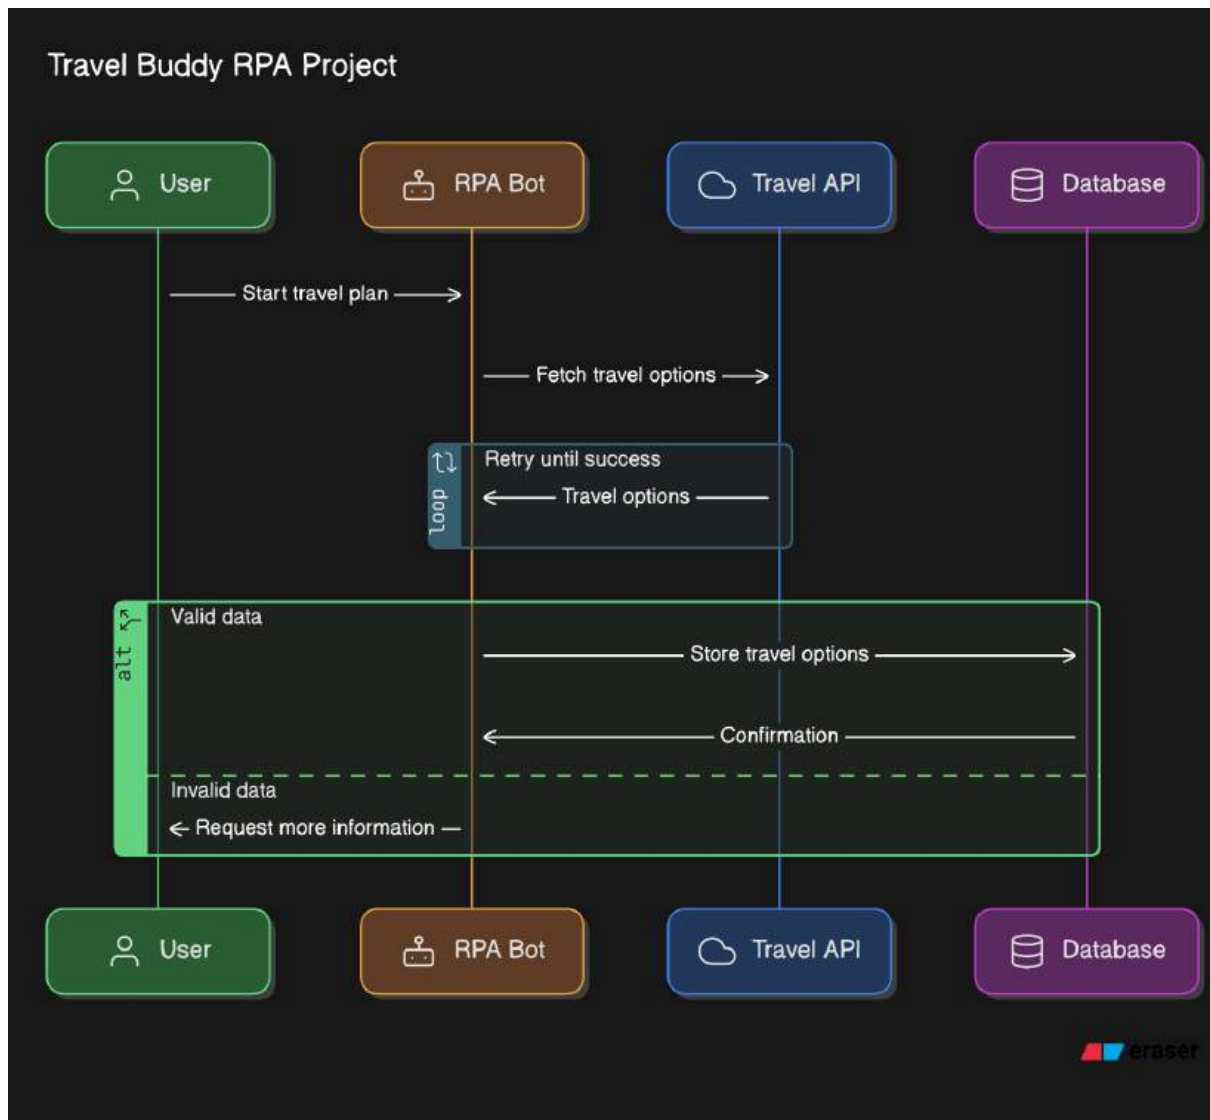 Travel Buddy RPA Project
User
RPA Bot
Travel API
Database
Start travel plan
Fetch travel options
loop
Retry until success
Travel options
alt
Valid data
Store travel options
Confirmation
Invalid data
Request more information
User
RPA Bot
Travel API
Database
eraser